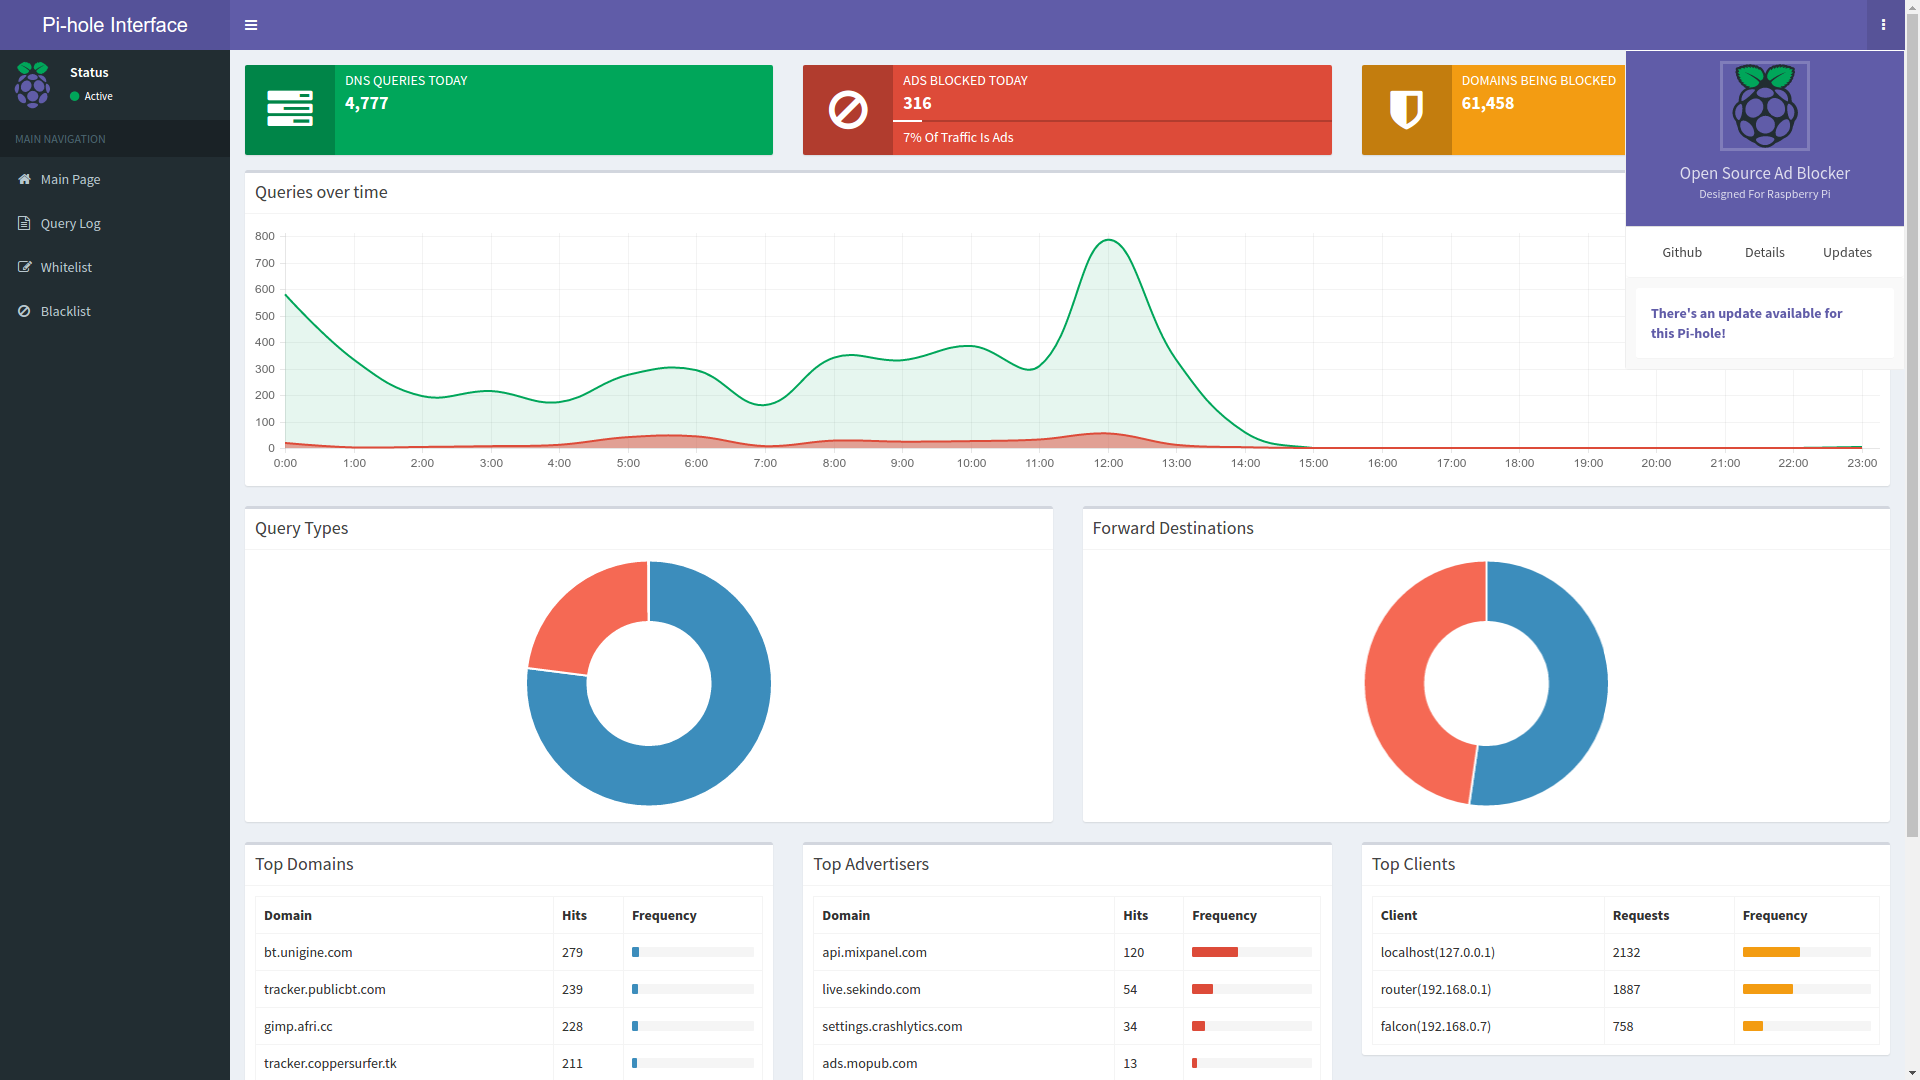 Pi-hole Interface
Status
Active
MAIN NAVIGATION
Main Page
Query Log
Whitelist
Blacklist
DNS QUERIES TODAY
4,777
ADS BLOCKED TODAY
316
7% Of Traffic Is Ads
DOMAINS BEING BLOCKED
61,458
Open Source Ad Blocker
Designed For Raspberry Pi
Github Details Updates
There's an update available for
this Pi-hole!
Queries over time
800
700
600
500
400
300
200
100
0
0:00 1:00 2:00 3:00 4:00 5:00 6:00 7:00 8:00 9:00 10:00 11:00 12:00 13:00 14:00 15:00 16:00 17:00 18:00 19:00 20:00 21:00 22:00 23:00
Query Types
Forward Destinations
Top Domains
Domain Hits Frequency
bt.unigine.com 279
tracker.publicbt.com 239
gimp.afri.cc 228
tracker.coppersurfer.tk 211
Top Advertisers
Domain Hits Frequency
api.mixpanel.com 120
live.sekindo.com 54
settings.crashlytics.com 34
ads.mopub.com 13
Top Clients
Client Requests Frequency
localhost(127.0.0.1) 2132
router(192.168.0.1) 1887
falcon(192.168.0.7) 758